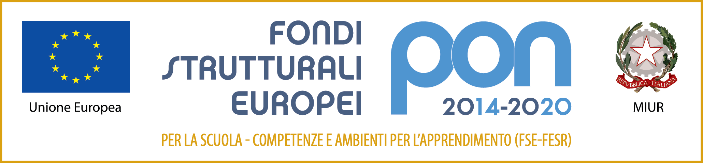 FONDI
STRUTTURALI
EUROPEI
pon
2014-2020
Unione Europea
MIUR
PER LA SCUOLA - COMPETENZE E AMBIENTI PER L'APPRENDIMENTO (FSE-FESR)